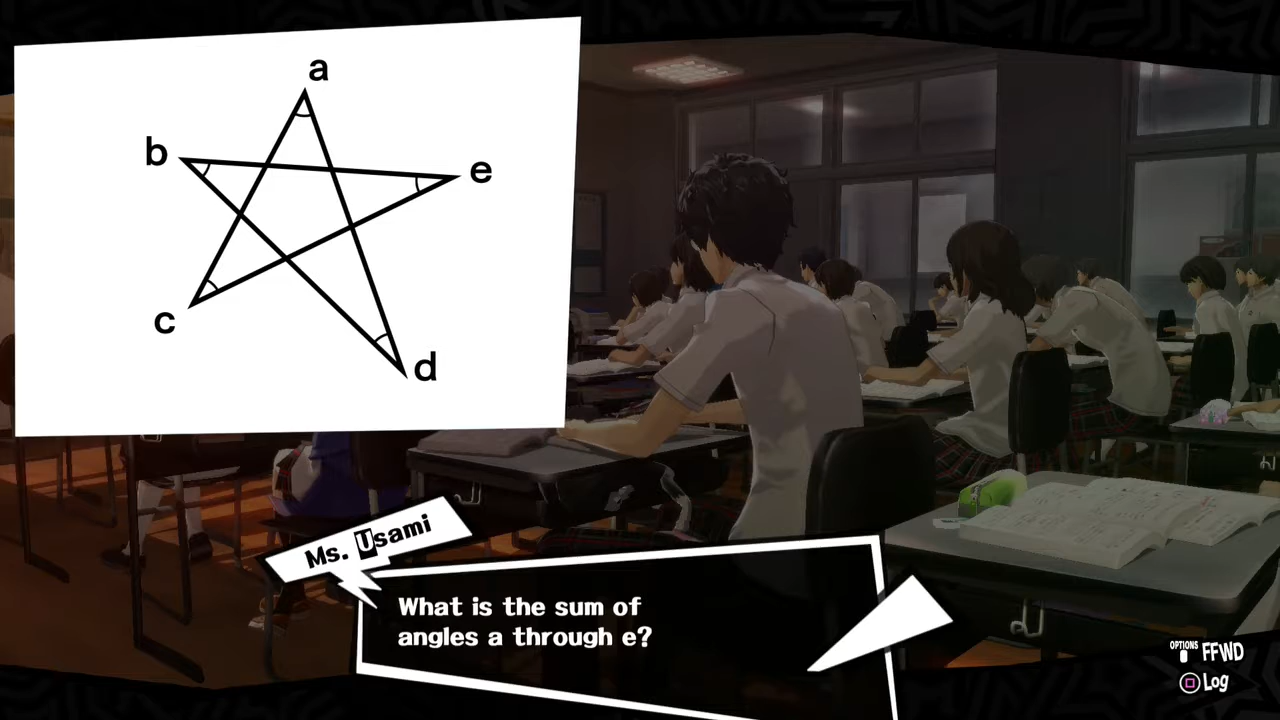 a
b
e
c
d
Ms. Usami
What is the sum of
angles a through e?
OPTIONS
FFWD
Log